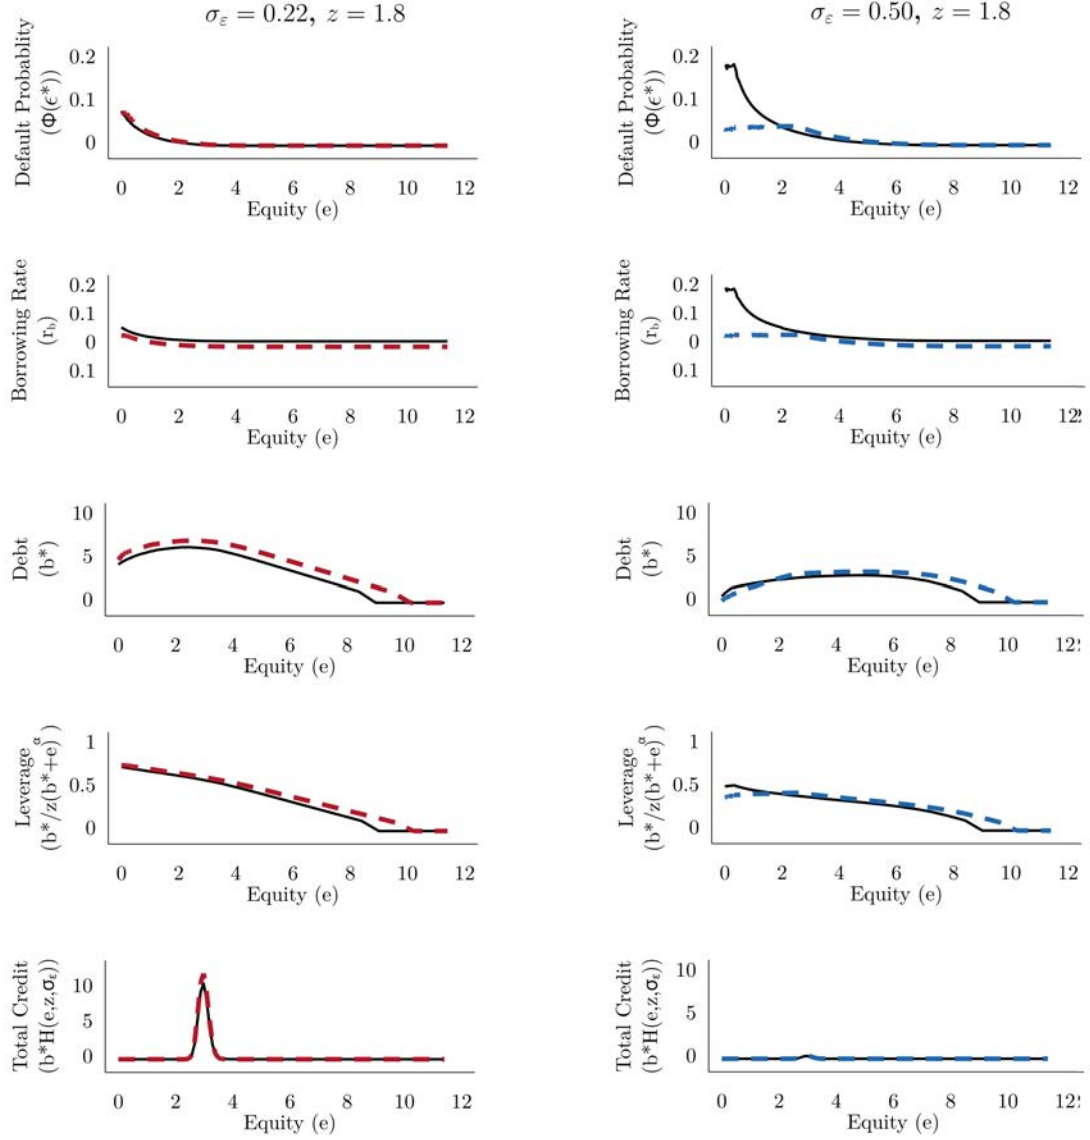 σε = 0.22, z = 1.8
Default Probablity
(Φ(ϵ*))
0.2
0.1
0
0 2 4 6 8 10 12
Equity (e)
Borrowing Rate
(rb)
0.2
0.1
0
0.1
0 2 4 6 8 10 12
Equity (e)
Debt
(b*)
10
5
0
0 2 4 6 8 10 12
Equity (e)
Leverage
(b*/z(b*+e)α)
1
0.5
0
0 2 4 6 8 10 12
Equity (e)
Total Credit
(b*H(e,z,σε))
10
5
0
0 2 4 6 8 10 12
Equity (e)
σε = 0.50, z = 1.8
Default Probablity
(Φ(ϵ*))
0.2
0.1
0
0 2 4 6 8 10 12
Equity (e)
Borrowing Rate
(rb)
0.2
0.1
0
0.1
0 2 4 6 8 10 12
Equity (e)
Debt
(b*)
10
5
0
0 2 4 6 8 10 12
Equity (e)
Leverage
(b*/z(b*+e)α)
1
0.5
0
0 2 4 6 8 10 12
Equity (e)
Total Credit
(b*H(e,z,σε))
10
5
0
0 2 4 6 8 10 12
Equity (e)